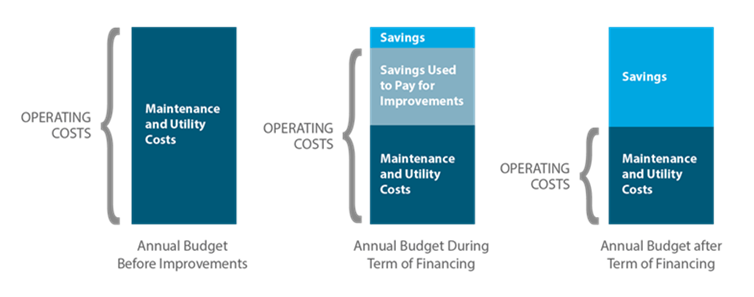 OPERATING
COSTS
Maintenance
and Utility
Costs
Annual Budget
Before Improvements
OPERATING
COSTS
Savings
Savings Used
to Pay for
Improvements
Maintenance
and Utility
Costs
Annual Budget During
Term of Financing
OPERATING
COSTS
Savings
Maintenance
and Utility
Costs
Annual Budget after
Term of Financing